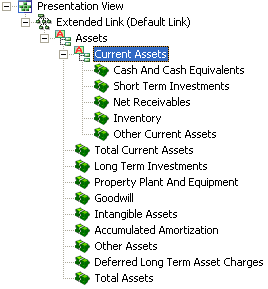 Presentation View
Extended Link (Default Link)
Assets
Current Assets
Cash And Cash Equivalents
Short Term Investments
Net Receivables
Inventory
Other Current Assets
Total Current Assets
Long Term Investments
Property Plant And Equipment
Goodwill
Intangible Assets
Accumulated Amortization
Other Assets
Deferred Long Term Asset Charges
Total Assets